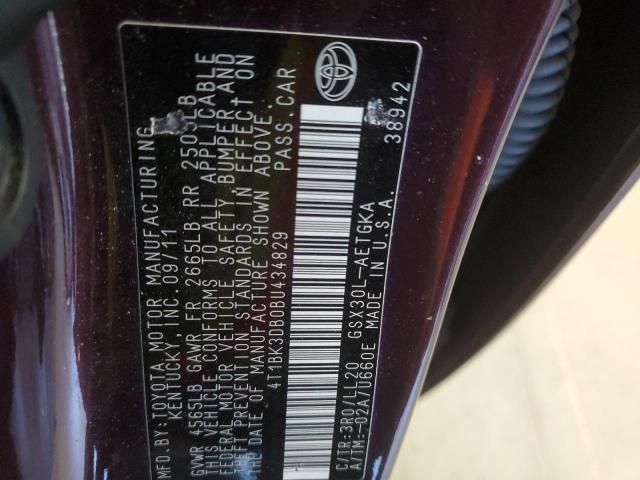 MFD.BY:TOYOTA MOTOR MANUFACTURING
KENTUCKY, INC. 09/11
GVWR 4565LB GAWR FR 2665LB RR 2505LB
THIS VEHICLE CONFORMS TO ALL APPLICABLE
FEDERAL MOTOR VEHICLE SAFETY, BUMPER, AND
THEFT PREVENTION STANDARDS IN EFFECT ON
THE DATE OF MANUFACTURE SHOWN ABOVE.
4T1BK3DB0BU434829 PASS.CAR
C/TR:3R0/LL20 GSX30L-AETGKA
A/TM:-02A/U660E U.S.A. 38942